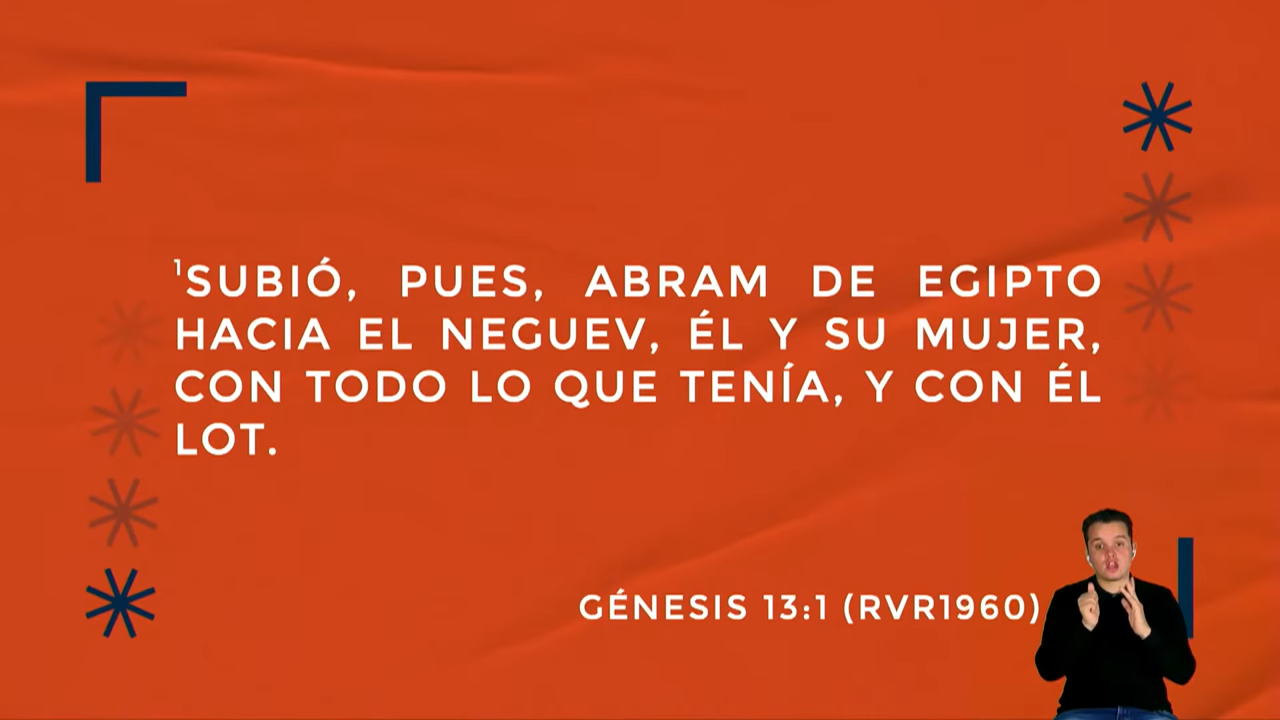 ¹SUBIÓ, PUES, ABRAM DE EGIPTO
HACIA EL NEGUEV, ÉL Y SU MUJER,
CON TODO LO QUE TENÍA, Y CON ÉL
LOT.
GÉNESIS 13:1 (RVR1960)